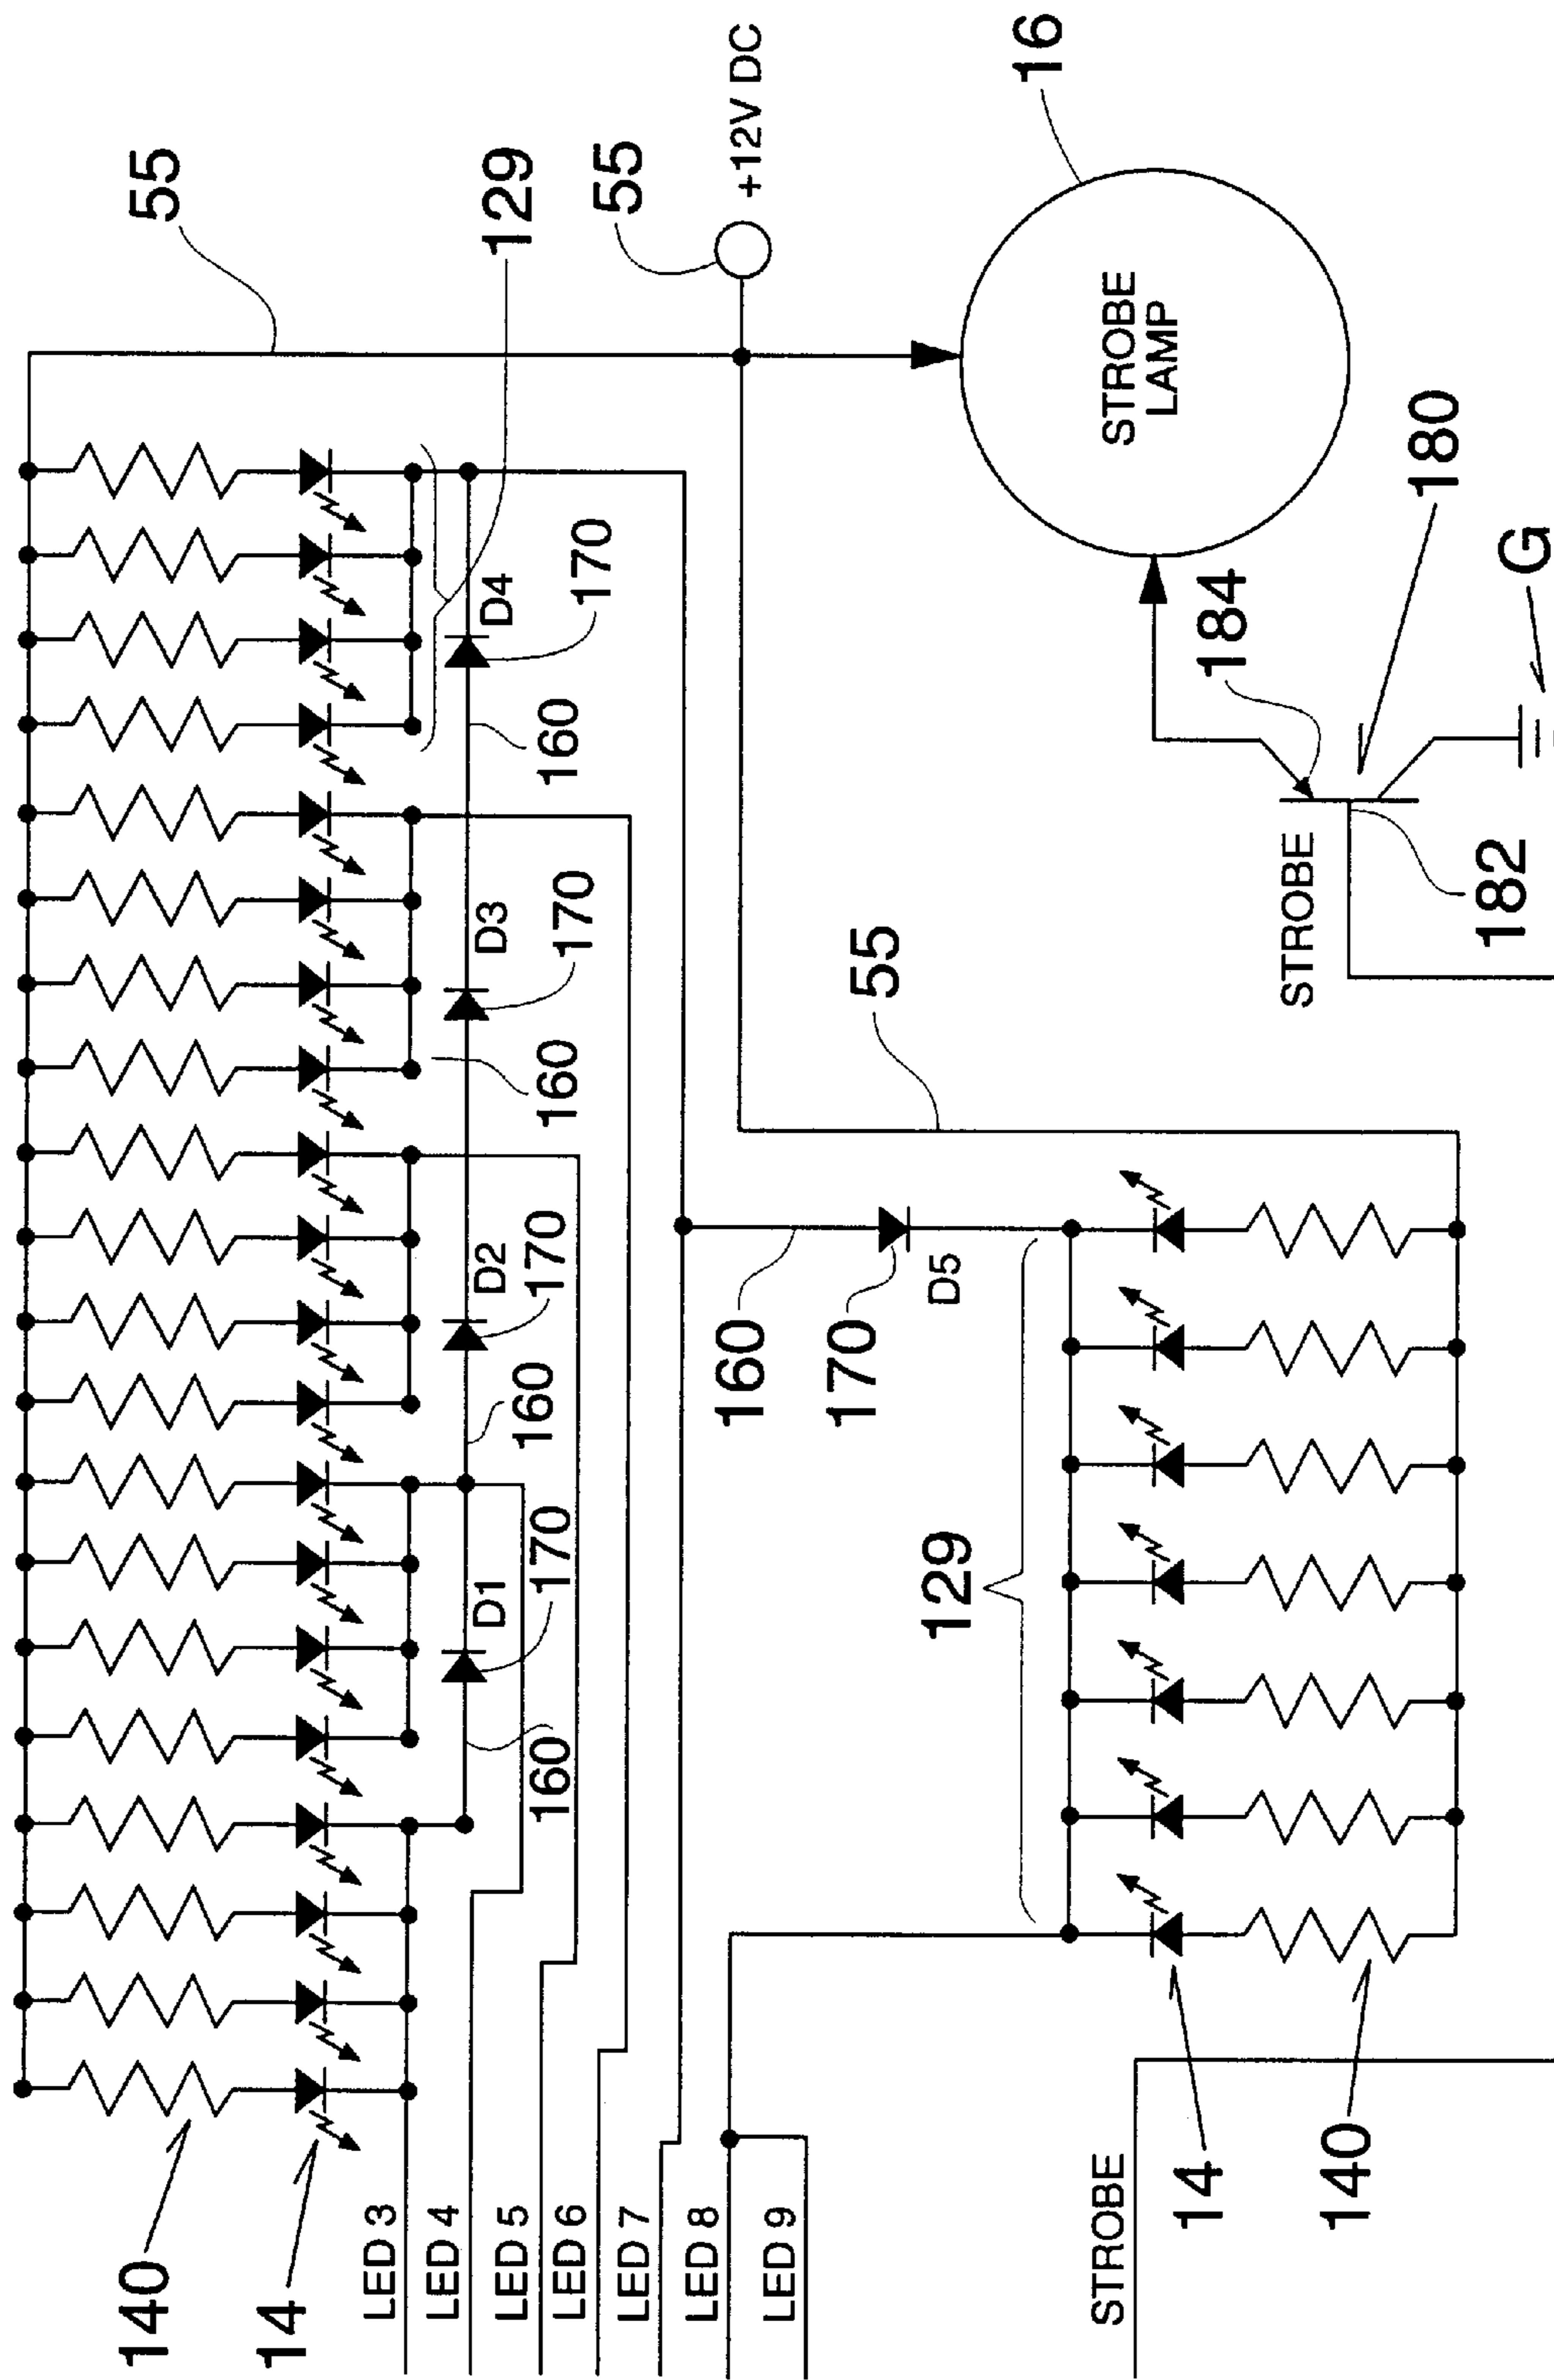 55
129
55
+12V DC
16
STROBE
LAMP
180
G
184
STROBE
182
D4
170
160
D3
170
160
55
D2
170
160
160
170
D5
D1
170
160
129
140
14
LED 3
LED 4
LED 5
LED 6
LED 7
LED 8
LED 9
STROBE
14
140